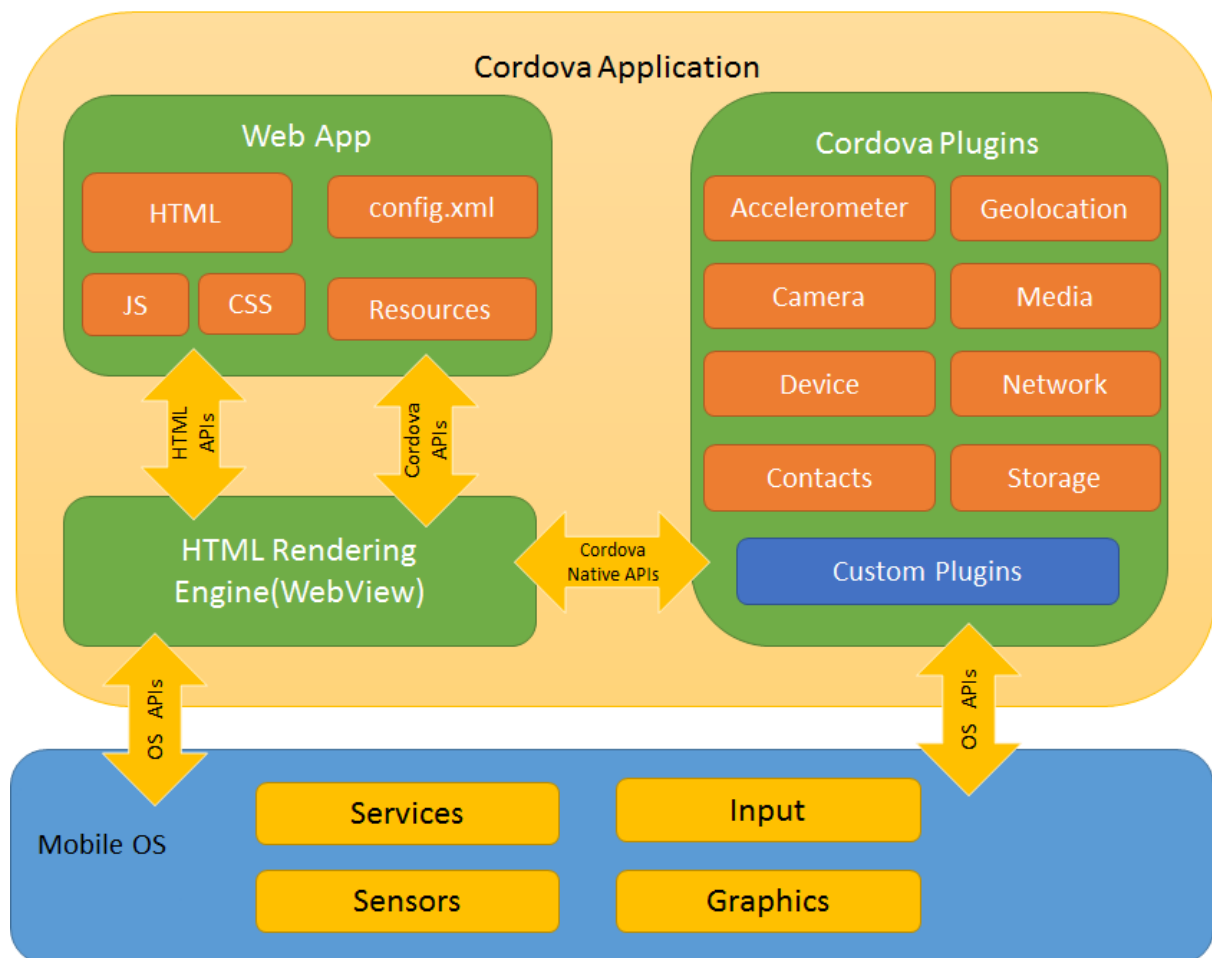 Cordova Application
Web App
HTML
config.xml
JS
CSS
Resources
HTML
APIs
Cordova
APIs
HTML Rendering
Engine(WebView)
Cordova
Native APIs
Cordova Plugins
Accelerometer
Geolocation
Camera
Media
Device
Network
Contacts
Storage
Custom Plugins
OS APIs
OS APIs
Mobile OS
Services
Input
Sensors
Graphics